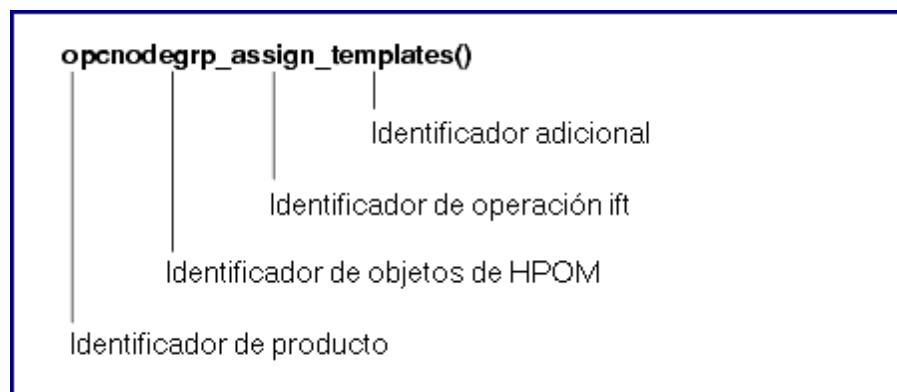 opcnodegrp_assign_templates()
Identificador adicional
Identificador de operación ift
Identificador de objetos de HPOM
Identificador de producto